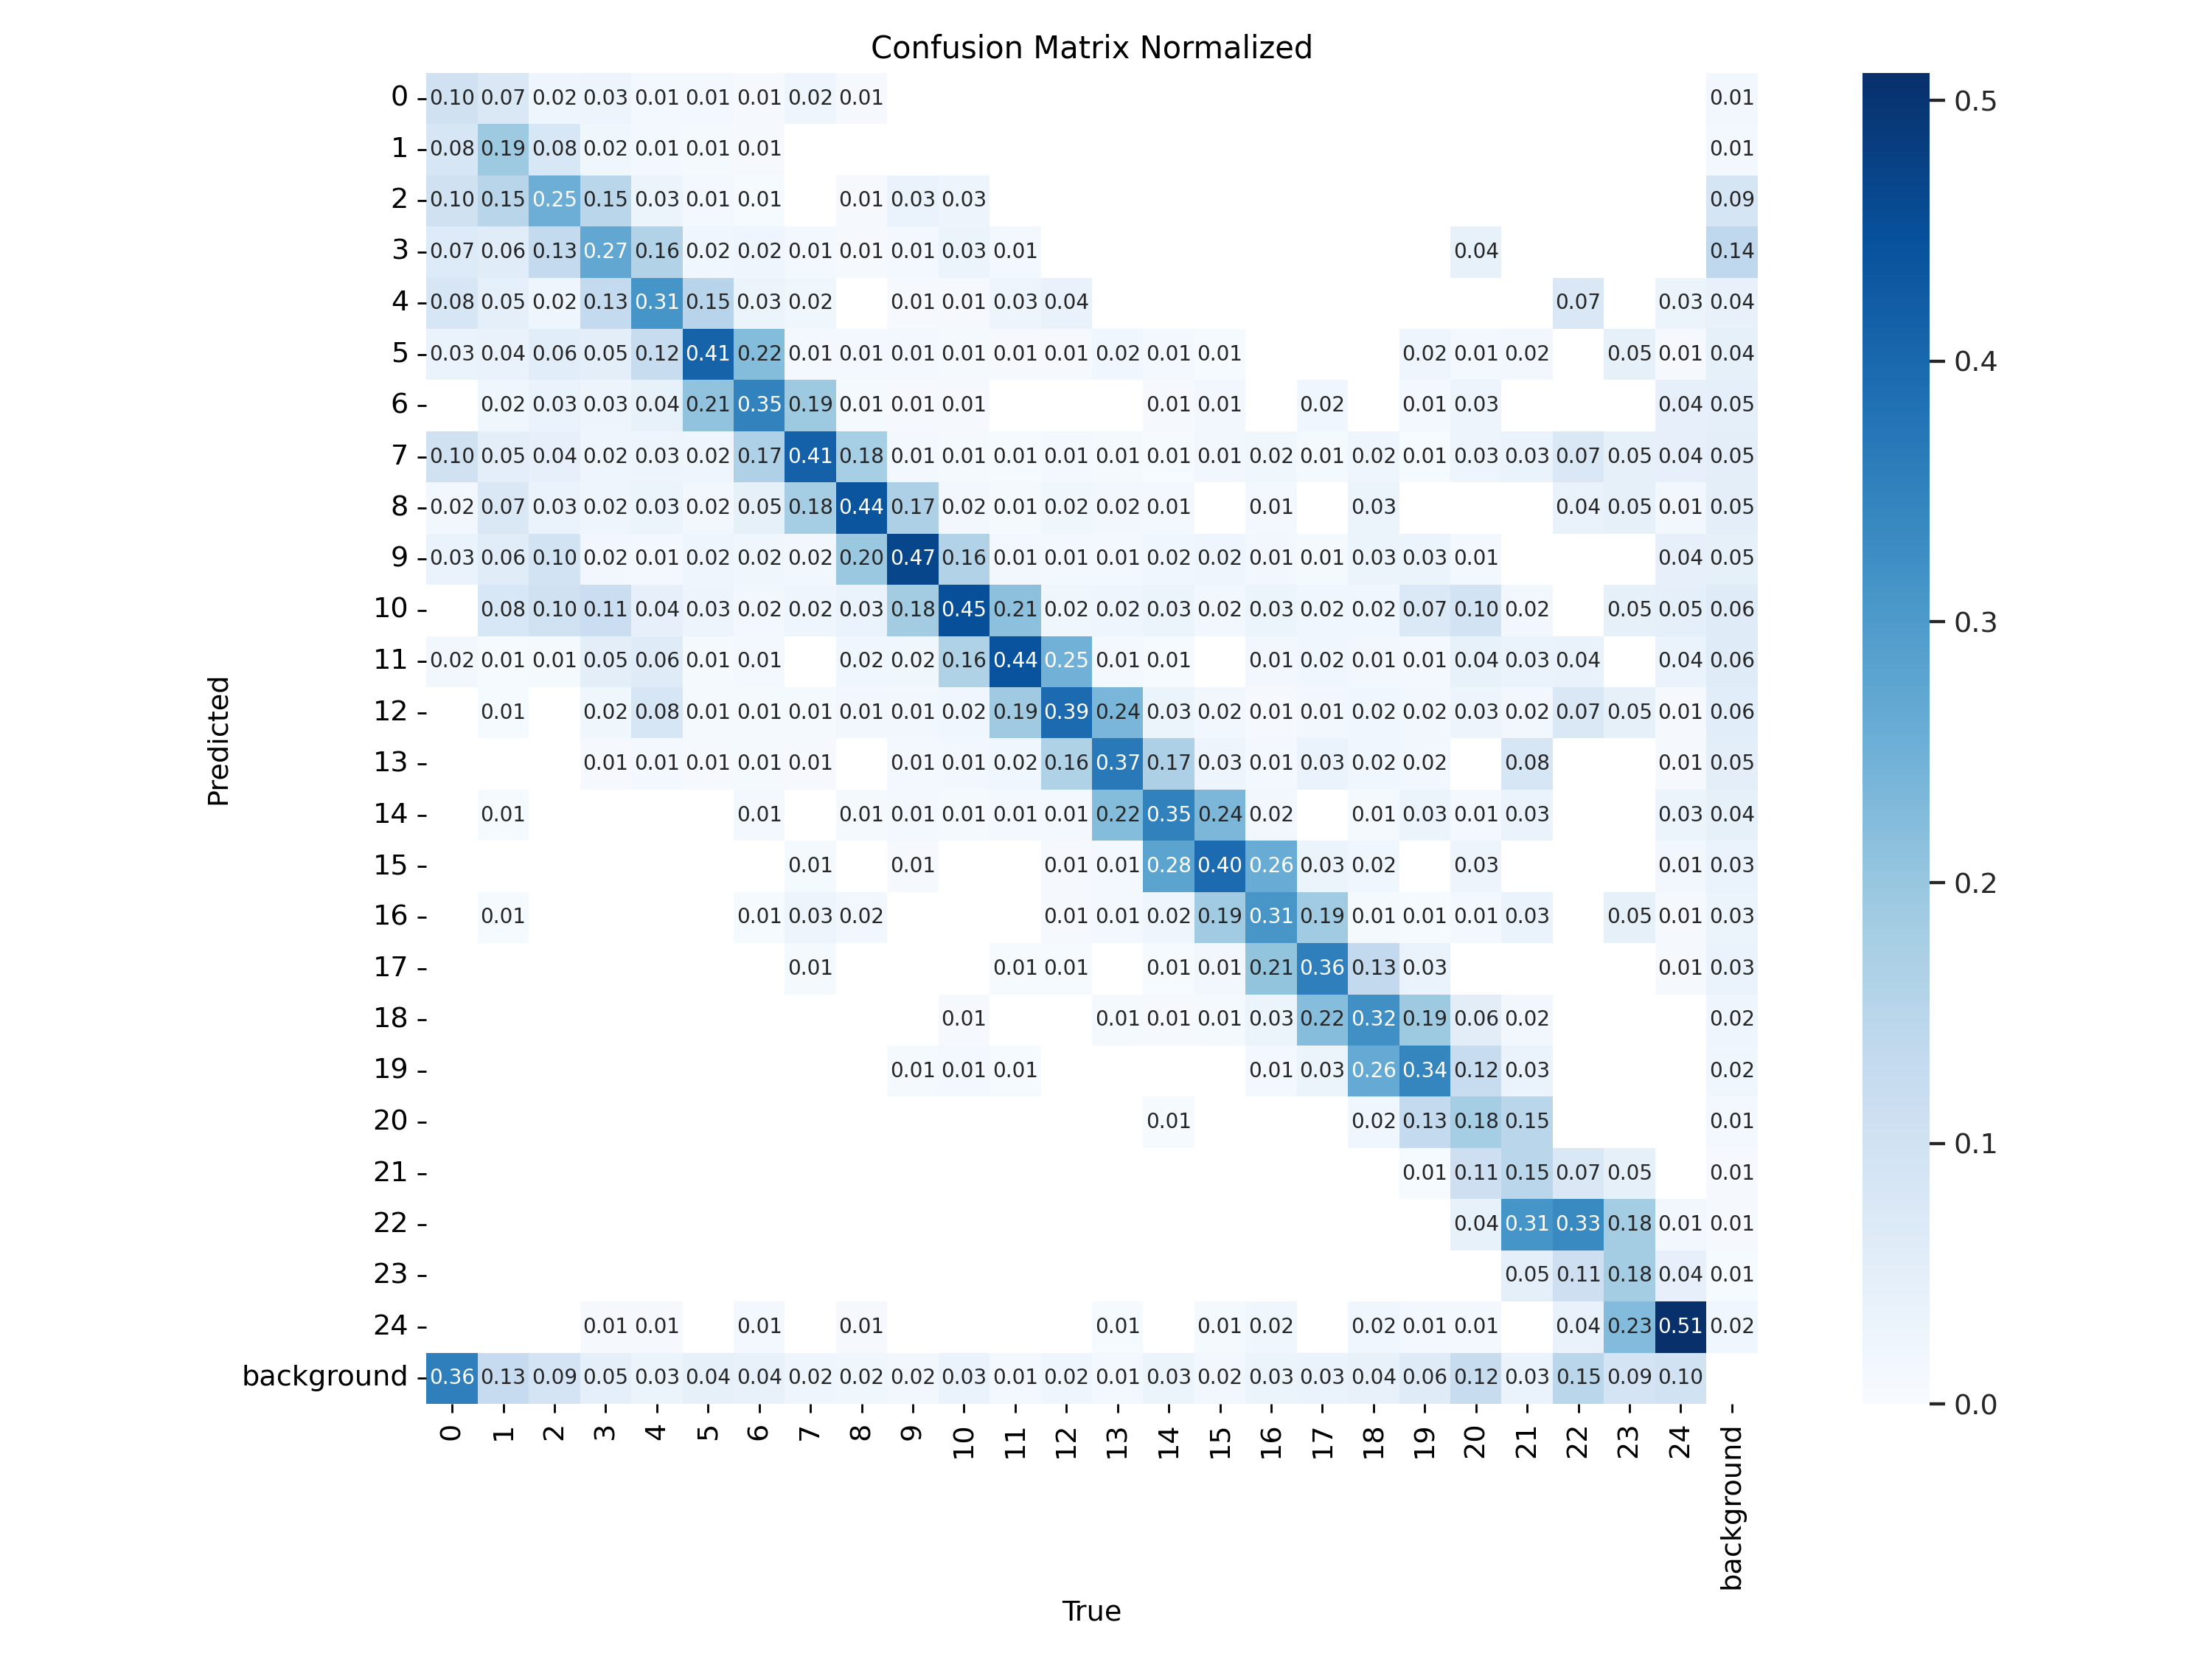 Confusion Matrix Normalized
0 0.10 0.07 0.02 0.03 0.01 0.01 0.01 0.02 0.01 0.01
1 0.08 0.19 0.08 0.02 0.01 0.01 0.01 0.01
2 0.10 0.15 0.25 0.15 0.03 0.01 0.01 0.01 0.03 0.03 0.09
3 0.07 0.06 0.13 0.27 0.16 0.02 0.02 0.01 0.01 0.01 0.03 0.01 0.04 0.14
4 0.08 0.05 0.02 0.13 0.31 0.15 0.03 0.02 0.01 0.01 0.03 0.04 0.07 0.03 0.04
5 0.03 0.04 0.06 0.05 0.12 0.41 0.22 0.01 0.01 0.01 0.01 0.01 0.01 0.02 0.01 0.01 0.02 0.01 0.02 0.05 0.01 0.04
6 0.02 0.03 0.03 0.04 0.21 0.35 0.19 0.01 0.01 0.01 0.01 0.01 0.02 0.01 0.03 0.04 0.05
7 0.10 0.05 0.04 0.02 0.03 0.02 0.17 0.41 0.18 0.01 0.01 0.01 0.01 0.01 0.01 0.01 0.02 0.01 0.02 0.01 0.03 0.03 0.07 0.05 0.04 0.05
8 0.02 0.07 0.03 0.02 0.03 0.02 0.05 0.18 0.44 0.17 0.02 0.01 0.02 0.02 0.01 0.01 0.03 0.04 0.05 0.01 0.05
9 0.03 0.06 0.10 0.02 0.01 0.02 0.02 0.02 0.20 0.47 0.16 0.01 0.01 0.01 0.02 0.02 0.01 0.01 0.03 0.03 0.01 0.04 0.05
10 0.08 0.10 0.11 0.04 0.03 0.02 0.02 0.03 0.18 0.45 0.21 0.02 0.02 0.03 0.02 0.03 0.02 0.02 0.07 0.10 0.02 0.05 0.05 0.06
11 0.02 0.01 0.01 0.05 0.06 0.01 0.01 0.02 0.02 0.16 0.44 0.25 0.01 0.01 0.01 0.02 0.01 0.01 0.04 0.03 0.04 0.04 0.06
12 0.01 0.02 0.08 0.01 0.01 0.01 0.01 0.01 0.02 0.19 0.39 0.24 0.03 0.02 0.01 0.01 0.02 0.02 0.03 0.02 0.07 0.05 0.01 0.06
13 0.01 0.01 0.01 0.01 0.01 0.01 0.01 0.02 0.16 0.37 0.17 0.03 0.01 0.03 0.02 0.02 0.08 0.01 0.05
14 0.01 0.01 0.01 0.01 0.01 0.01 0.01 0.22 0.35 0.24 0.02 0.01 0.03 0.01 0.03 0.03 0.04
15 0.01 0.01 0.01 0.01 0.28 0.40 0.26 0.03 0.02 0.03 0.01 0.03
16 0.01 0.01 0.03 0.02 0.01 0.01 0.02 0.19 0.31 0.19 0.01 0.01 0.01 0.03 0.05 0.01 0.03
17 0.01 0.01 0.01 0.01 0.01 0.21 0.36 0.13 0.03 0.01 0.03
18 0.01 0.01 0.01 0.01 0.03 0.22 0.32 0.19 0.06 0.02 0.02
19 0.01 0.01 0.01 0.01 0.03 0.26 0.34 0.12 0.03 0.02
20 0.01 0.02 0.13 0.18 0.15 0.01
21 0.01 0.11 0.15 0.07 0.05 0.01
22 0.04 0.31 0.33 0.18 0.01 0.01
23 0.05 0.11 0.18 0.04 0.01
24 0.01 0.01 0.01 0.01 0.01 0.01 0.02 0.02 0.01 0.01 0.04 0.23 0.51 0.02
background 0.36 0.13 0.09 0.05 0.03 0.04 0.04 0.02 0.02 0.02 0.03 0.01 0.02 0.01 0.03 0.02 0.03 0.03 0.04 0.06 0.12 0.03 0.15 0.09 0.10
0 1 2 3 4 5 6 7 8 9 10 11 12 13 14 15 16 17 18 19 20 21 22 23 24 background
True
Predicted
0.5
0.4
0.3
0.2
0.1
0.0